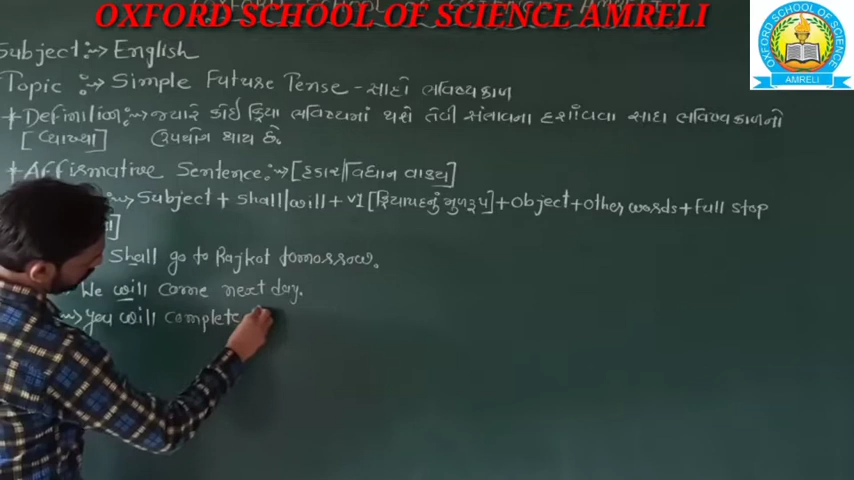 OXFORD SCHOOL OF SCIENCE AMRELI
OXFORD SCHOOL OF SCIENCE
AMRELI
Subject :→ English
Topic :→ Simple Future Tense - સાદો ભવિષ્યકાળ
* Definition :→ જ્યારે કોઈ ક્રિયા ભવિષ્યમાં થશે તેવી સંભાવના દર્શાવવા સાદા ભવિષ્યકાળનો
[વ્યાખ્યા] ઉપયોગ થાય છે.
* Affirmative Sentence :→ [હકાર/વિધાન વાક્ય]
:→ Subject + shall/will + V1 [ક્રિયાપદનું મુળરૂપ] + Object + Other words + Full stop
Shall go to Rajkot tomorrow.
We will come next day.
→ You will complete